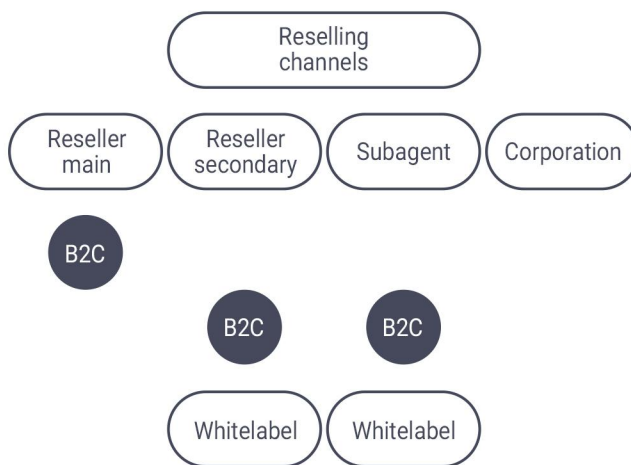 Reselling
channels
Reseller
main
Reseller
secondary
Subagent
Corporation
B2C
B2C
B2C
Whitelabel
Whitelabel